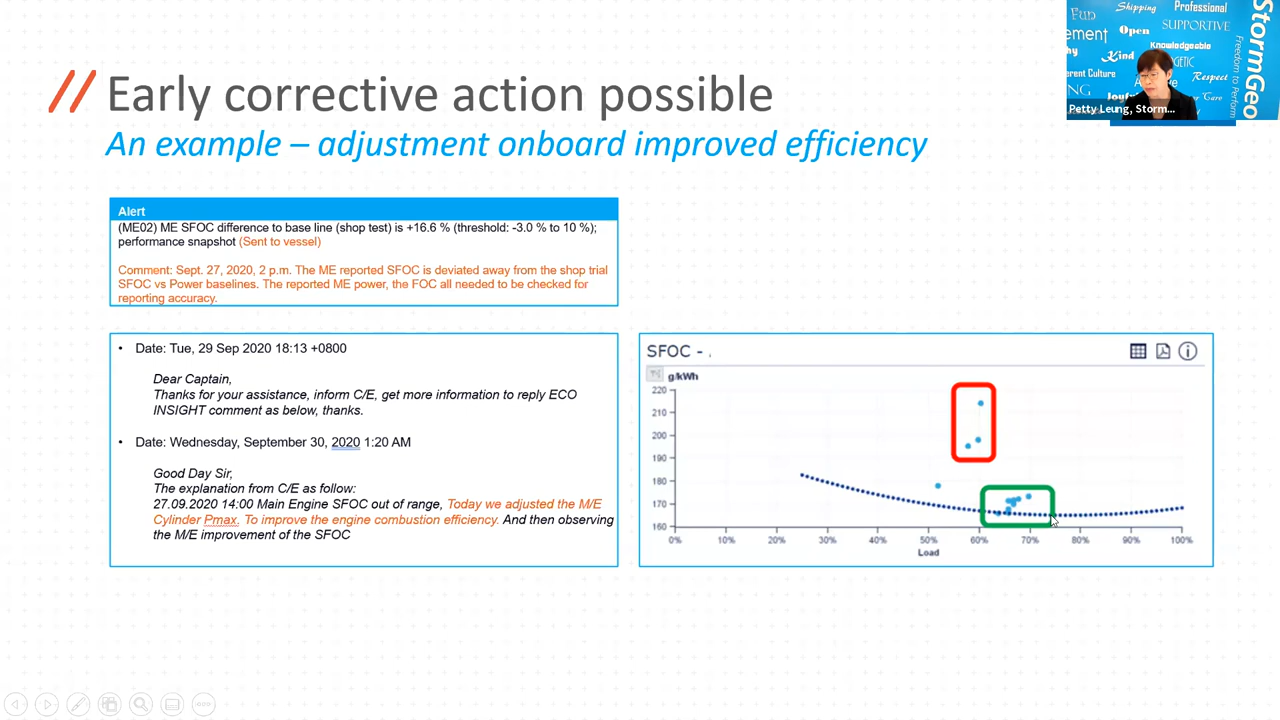 Early corrective action possible
An example – adjustment onboard improved efficiency
Fun
Shipping
Professional
ement
Open
SUPPORTIVE
Kind
Knowledgeable
GETIC
erent Culture
Respect
NG
Care
Petty Leung, Storm...
StormGeo
Freedom to Perform
Alert
(ME02) ME SFOC difference to base line (shop test) is +16.6 % (threshold: -3.0 % to 10 %);
performance snapshot (Sent to vessel)
Comment: Sept. 27, 2020, 2 p.m. The ME reported SFOC is deviated away from the shop trial
SFOC vs Power baselines. The reported ME power, the FOC all needed to be checked for
reporting accuracy.
• Date: Tue, 29 Sep 2020 18:13 +0800
Dear Captain,
Thanks for your assistance, inform C/E, get more information to reply ECO
INSIGHT comment as below, thanks.
• Date: Wednesday, September 30, 2020 1:20 AM
Good Day Sir,
The explanation from C/E as follow:
27.09.2020 14:00 Main Engine SFOC out of range, Today we adjusted the M/E
Cylinder Pmax. To improve the engine combustion efficiency. And then observing
the M/E improvement of the SFOC
SFOC - .
g/kWh
220
210
200
190
180
170
160
0% 10% 20% 30% 40% 50% 60% 70% 80% 90% 100%
Load